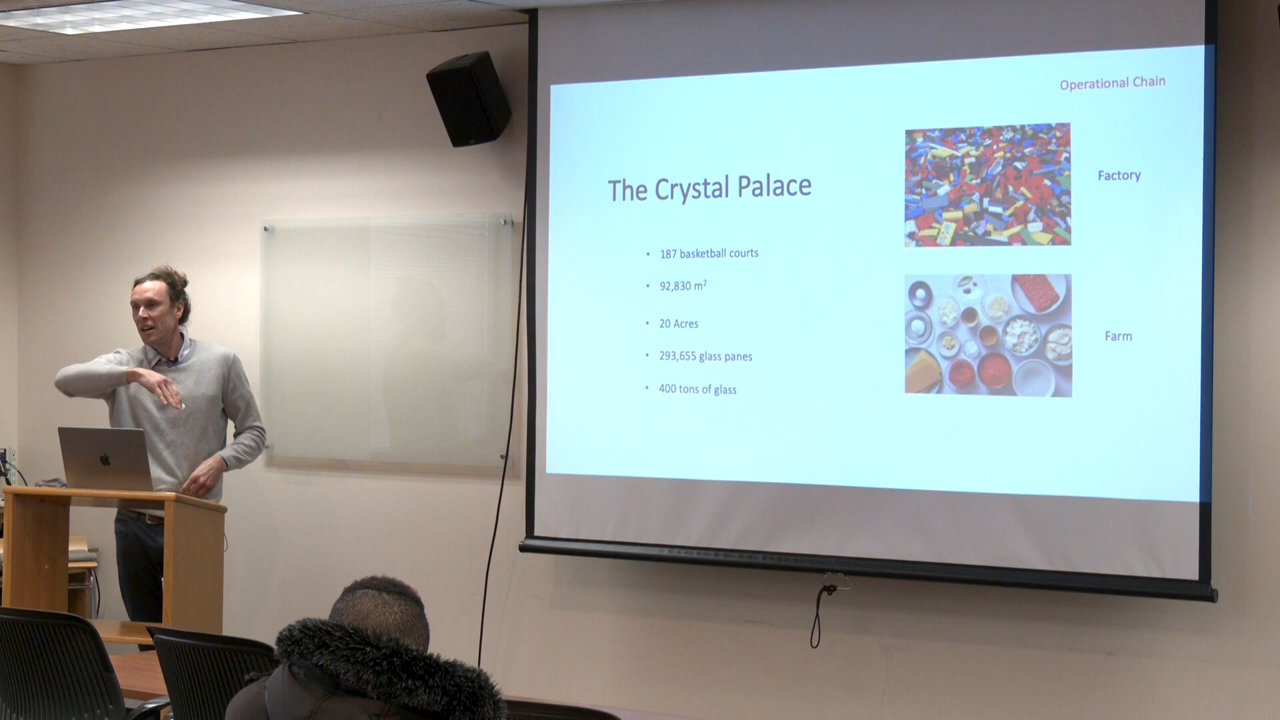 Operational Chain
The Crystal Palace
Factory
187 basketball courts
92,830 m²
20 Acres
293,655 glass panes
400 tons of glass
Farm